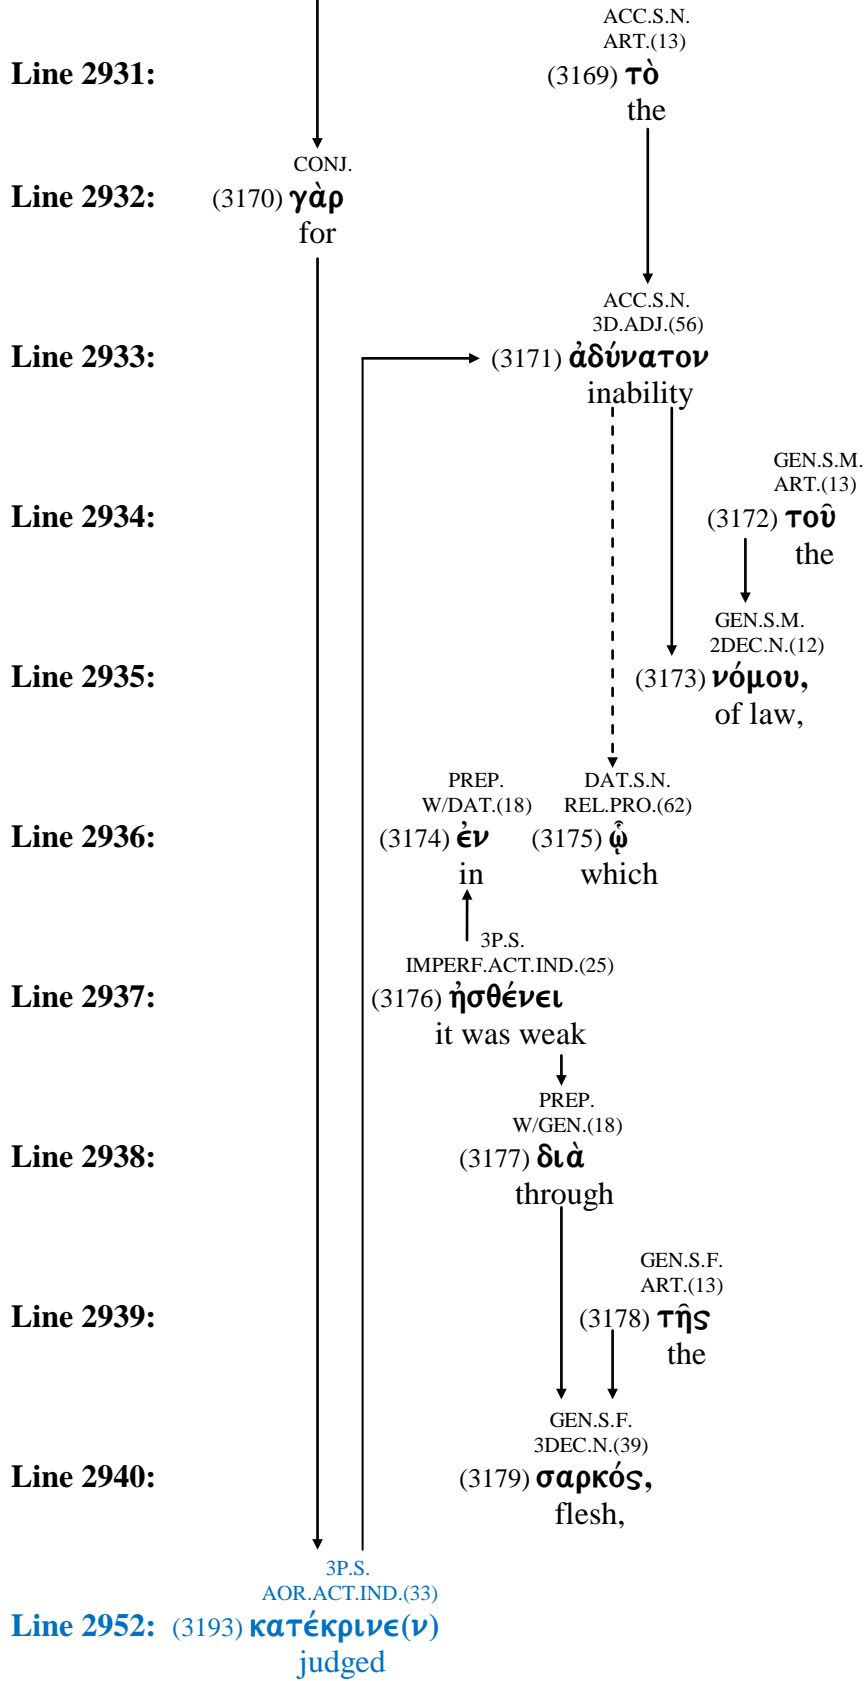 ACC.S.N.
ART.(13)
Line 2931: (3169) τὸ
the
CONJ.
Line 2932: (3170) γὰρ
for
ACC.S.N.
3D.ADJ.(56)
Line 2933: (3171) ἀδύνατον
inability
GEN.S.M.
ART.(13)
Line 2934: (3172) τοῦ
the
GEN.S.M.
2DEC.N.(12)
Line 2935: (3173) νόμου,
of law,
PREP. DAT.S.N.
W/DAT.(18) REL.PRO.(62)
Line 2936: (3174) ἐν (3175) ᾧ
in which
3P.S.
IMPERF.ACT.IND.(25)
Line 2937: (3176) ἠσθένει
it was weak
PREP.
W/GEN.(18)
Line 2938: (3177) διὰ
through
GEN.S.F.
ART.(13)
Line 2939: (3178) τῆς
the
GEN.S.F.
3DEC.N.(39)
Line 2940: (3179) σαρκός,
flesh,
3P.S.
AOR.ACT.IND.(33)
Line 2952: (3193) κατέκρινε(ν)
judged